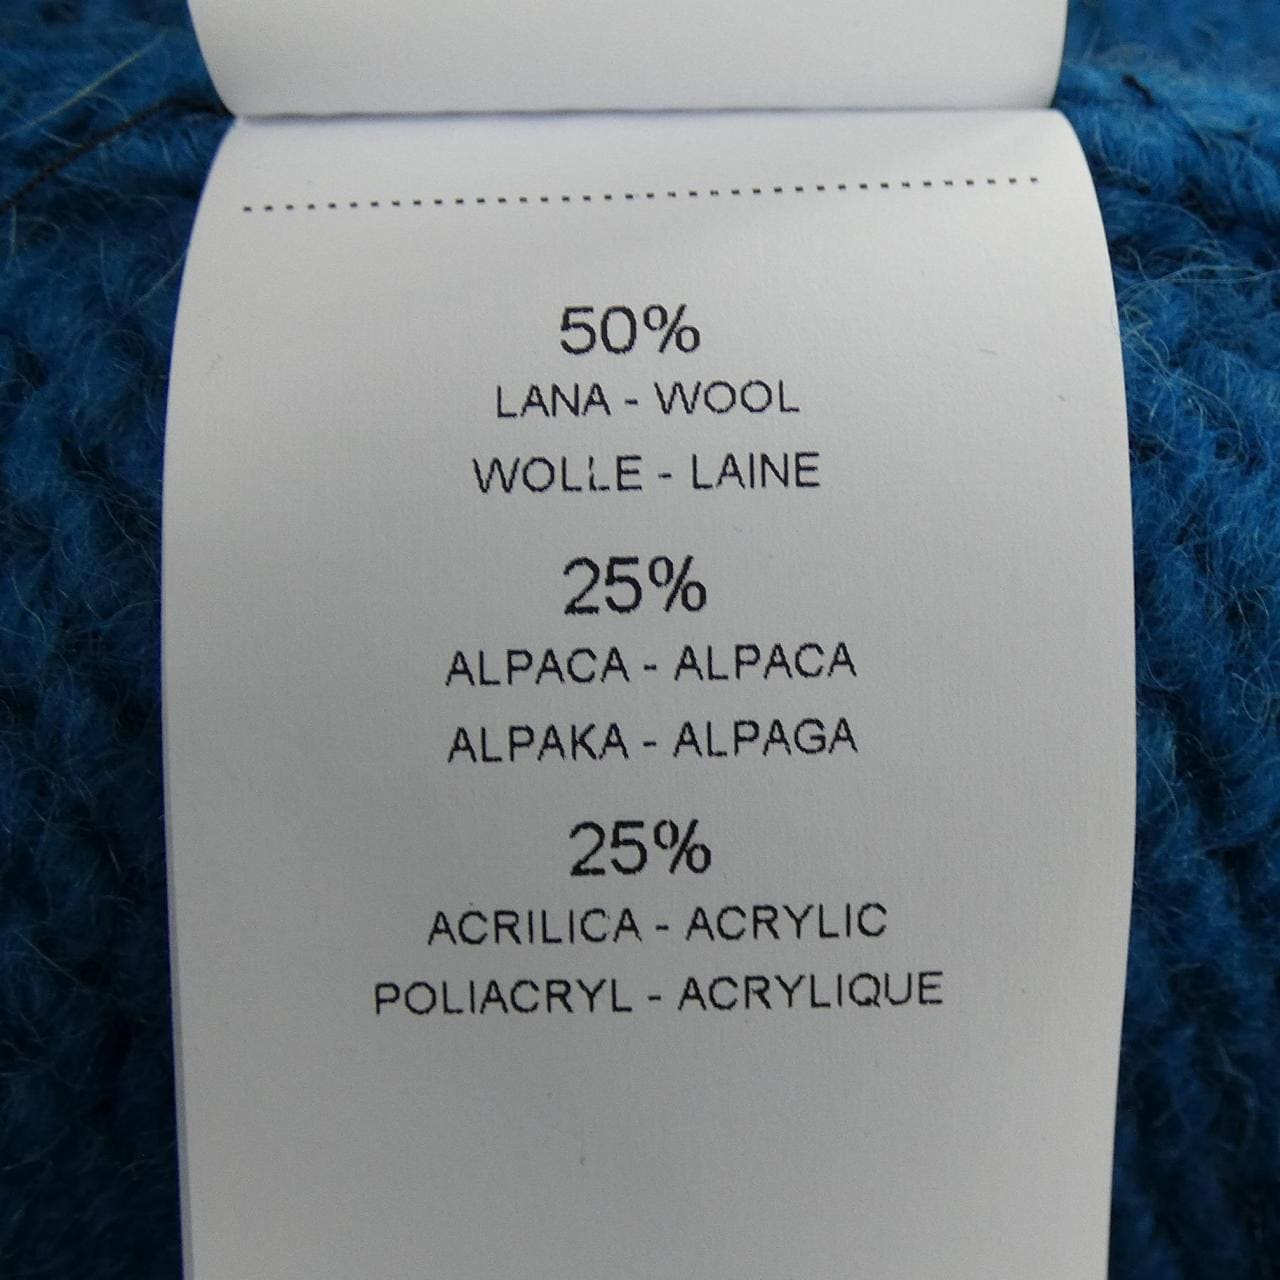 50%
LANA - WOOL
WOLLE - LAINE
25%
ALPACA - ALPACA
ALPAKA - ALPAGA
25%
ACRILICA - ACRYLIC
POLIACRYL - ACRYLIQUE